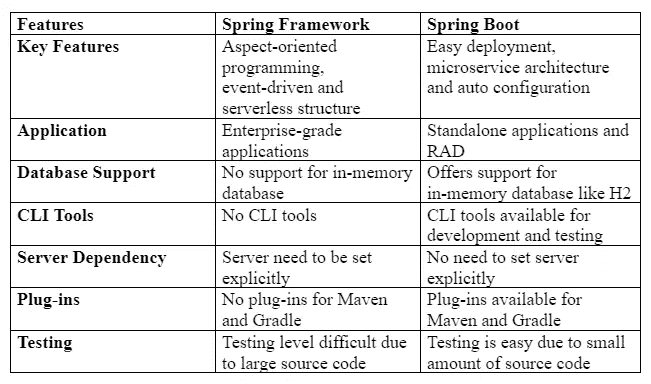 Features Spring Framework Spring Boot
Key Features Aspect-oriented Easy deployment,
programming, microservice architecture
event-driven and and auto configuration
serverless structure
Application Enterprise-grade Standalone applications and
applications RAD
Database Support No support for in-memory Offers support for
database in-memory database like H2
CLI Tools No CLI tools CLI tools available for
development and testing
Server Dependency Server need to be set No need to set server
explicitly explicitly
Plug-ins No plug-ins for Maven Plug-ins available for
and Gradle Maven and Gradle
Testing Testing level difficult due Testing is easy due to small
to large source code amount of source code